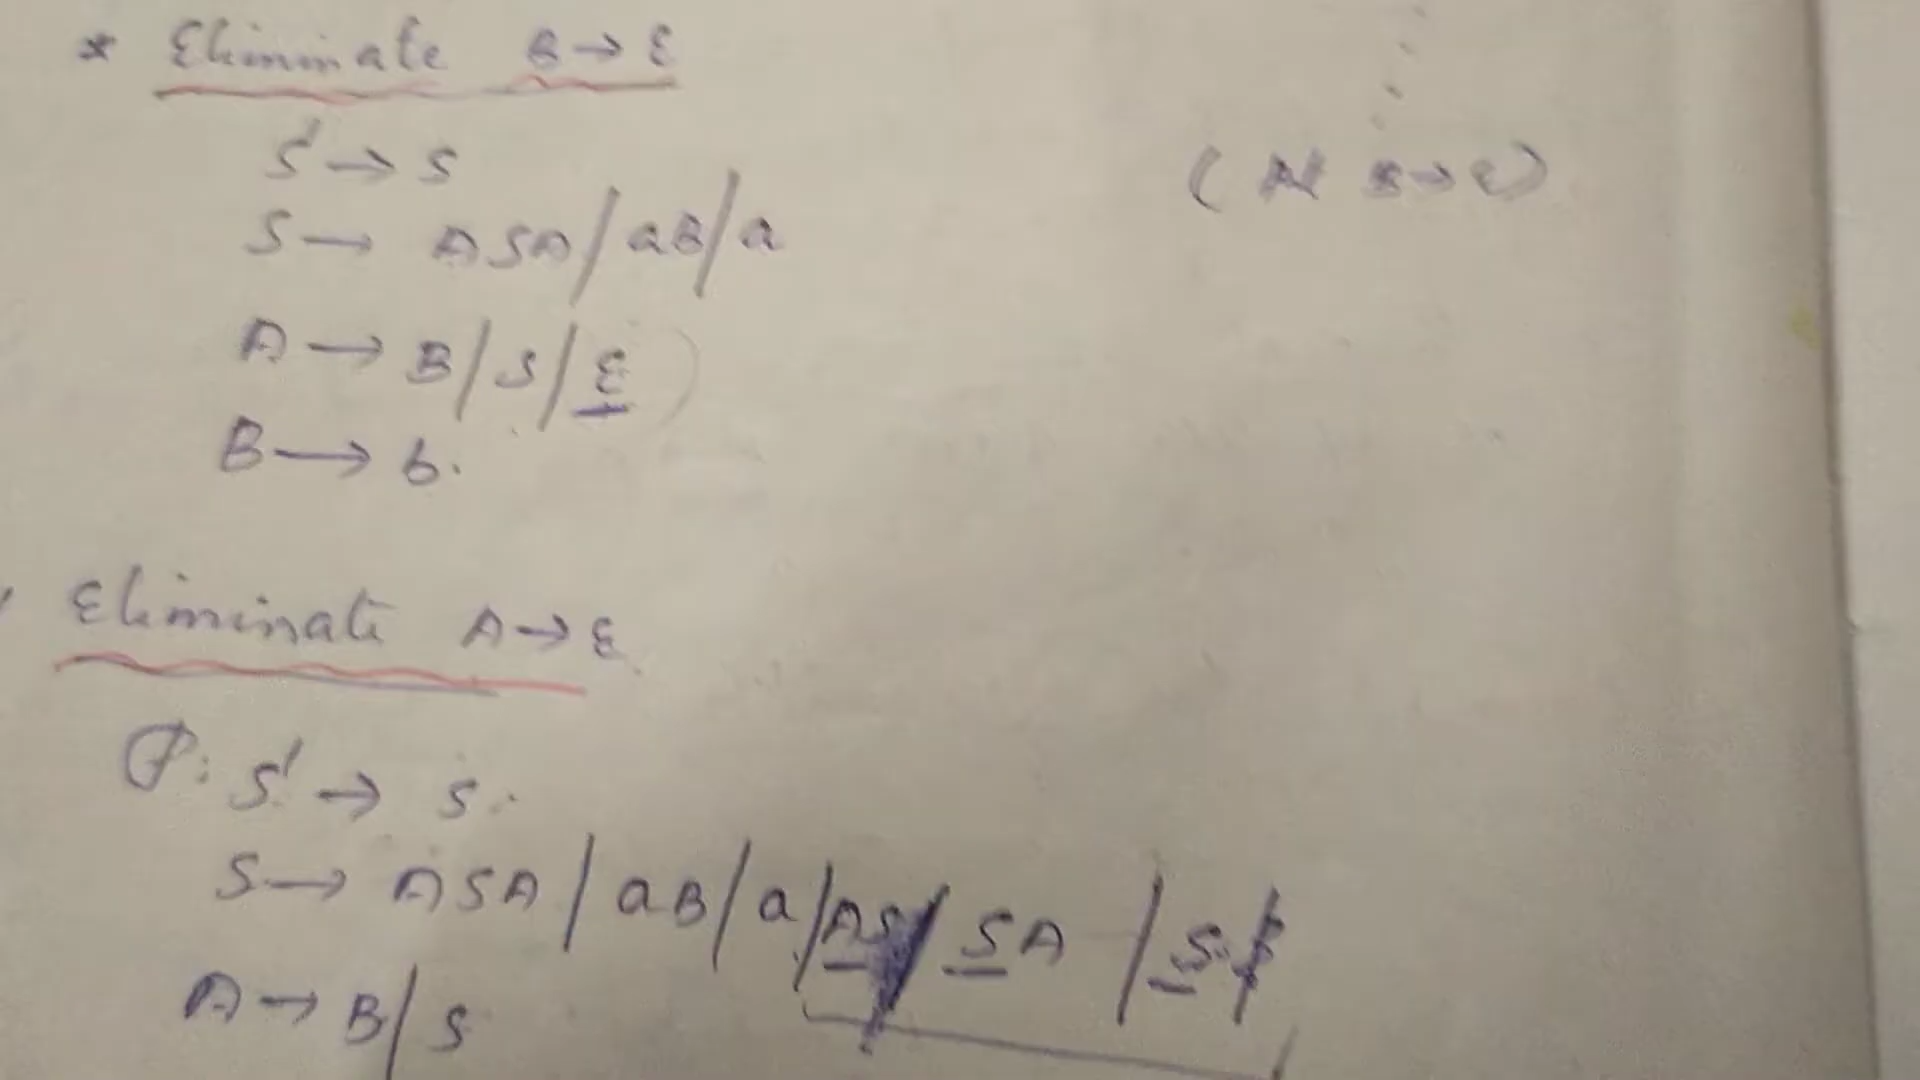 * Eliminate B → ε
S' → S
S → ASA / aB / a
A → B / S / ε
B → b.
Eliminate A → ε
P: S' → S.
S → ASA / aB / a / AS / SA / S
A → B / S